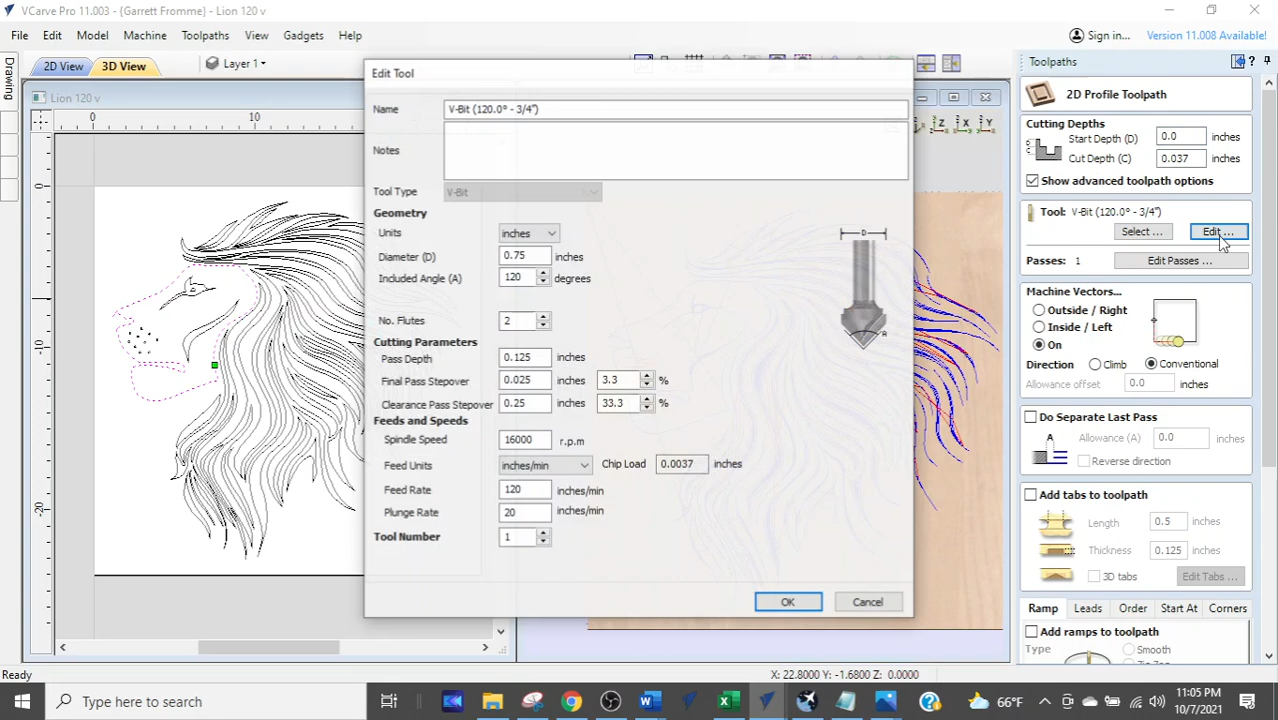 VCarve Pro 11.003 - {Garrett Fromme} - Lion 120 v
File Edit Model Machine Toolpaths View Gadgets Help
Sign in... Version 11.008 Available!
Drawing
2D View 3D View Layer 1
Lion 120 v
0 10
0
-10
-20
Z X Y
Edit Tool
Name V-Bit (120.0° - 3/4")
Notes
Tool Type V-Bit
Geometry
Units inches
Diameter (D) 0.75 inches
Included Angle (A) 120 degrees
No. Flutes 2
D
A
Cutting Parameters
Pass Depth 0.125 inches
Final Pass Stepover 0.025 inches 3.3 %
Clearance Pass Stepover 0.25 inches 33.3 %
Feeds and Speeds
Spindle Speed 16000 r.p.m
Feed Units inches/min Chip Load 0.0037 inches
Feed Rate 120 inches/min
Plunge Rate 20 inches/min
Tool Number 1
OK Cancel
Toolpaths ?
2D Profile Toolpath
Cutting Depths
Start Depth (D) 0.0 inches
Cut Depth (C) 0.037 inches
Show advanced toolpath options
Tool: V-Bit (120.0° - 3/4")
Select ... Edit ...
Passes: 1 Edit Passes ...
Machine Vectors...
Outside / Right
Inside / Left
On
Direction Climb Conventional
Allowance offset 0.0 inches
Do Separate Last Pass
A Allowance (A) 0.0 inches
Reverse direction
Add tabs to toolpath
Length 0.5 inches
Thickness 0.125 inches
3D tabs Edit Tabs ...
Ramp Leads Order Start At Corners
Add ramps to toolpath
Type Smooth
Ready X: 22.8000 Y: -1.6800 Z: 0.0000
Type here to search
66°F
11:05 PM
10/7/2021